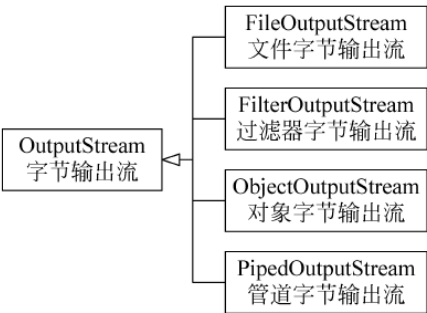 FileOutputStream
文件字节输出流
FilterOutputStream
过滤器字节输出流
OutputStream
字节输出流
ObjectOutputStream
对象字节输出流
PipedOutputStream
管道字节输出流